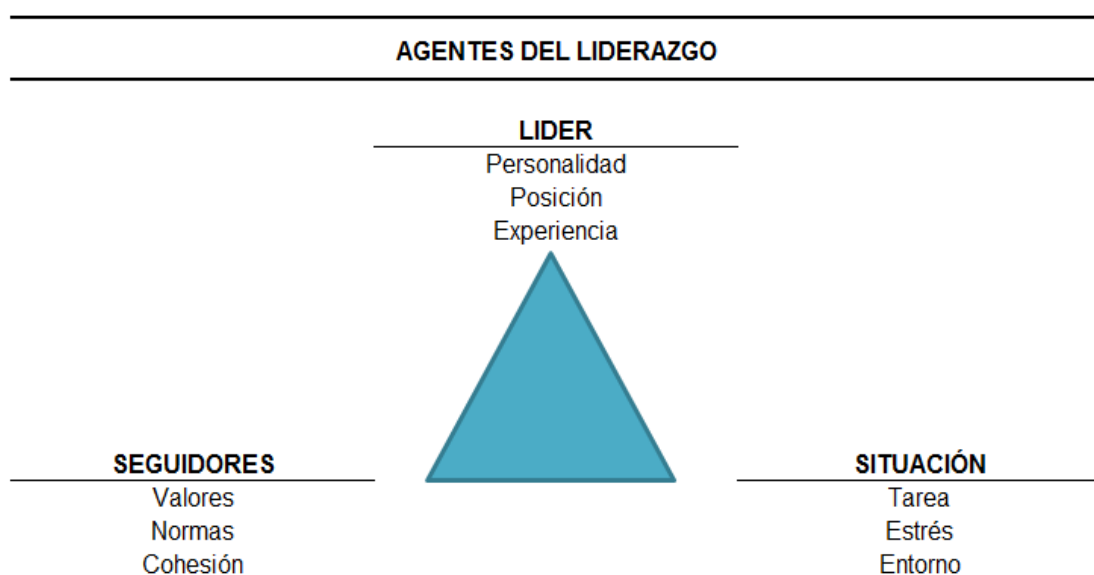 AGENTES DEL LIDERAZGO
LIDER
Personalidad
Posición
Experiencia
SEGUIDORES
Valores
Normas
Cohesión
SITUACIÓN
Tarea
Estrés
Entorno